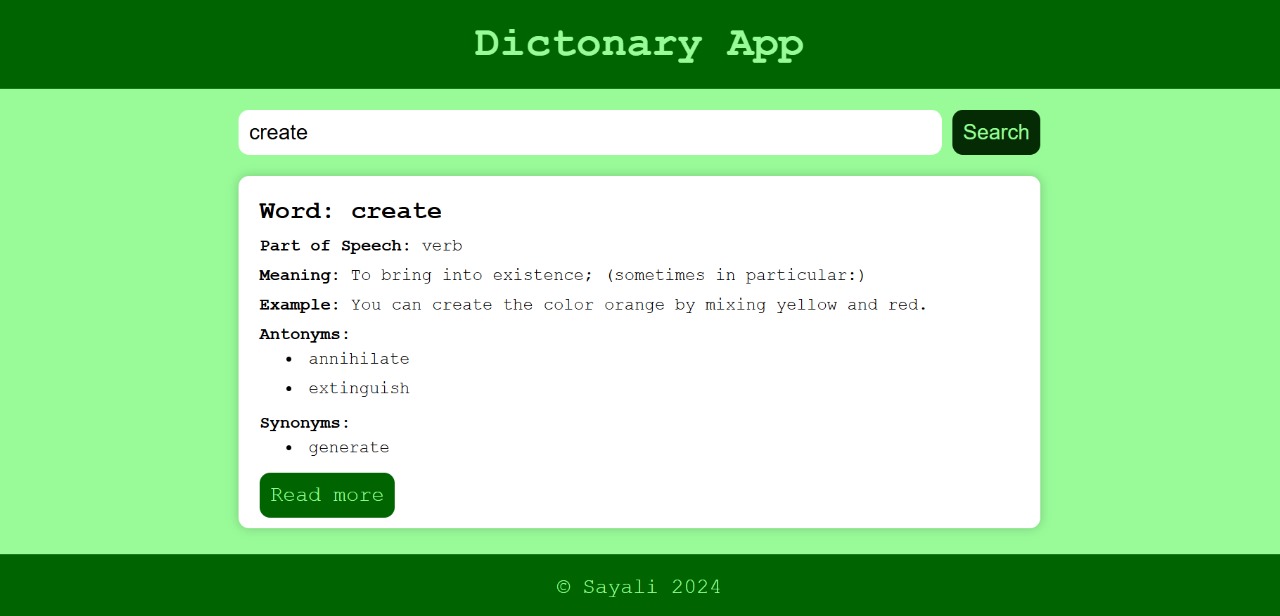 Dictonary App
create
Search
Word: create
Part of Speech: verb
Meaning: To bring into existence; (sometimes in particular:)
Example: You can create the color orange by mixing yellow and red.
Antonyms:
• annihilate
• extinguish
Synonyms:
• generate
Read more
© Sayali 2024